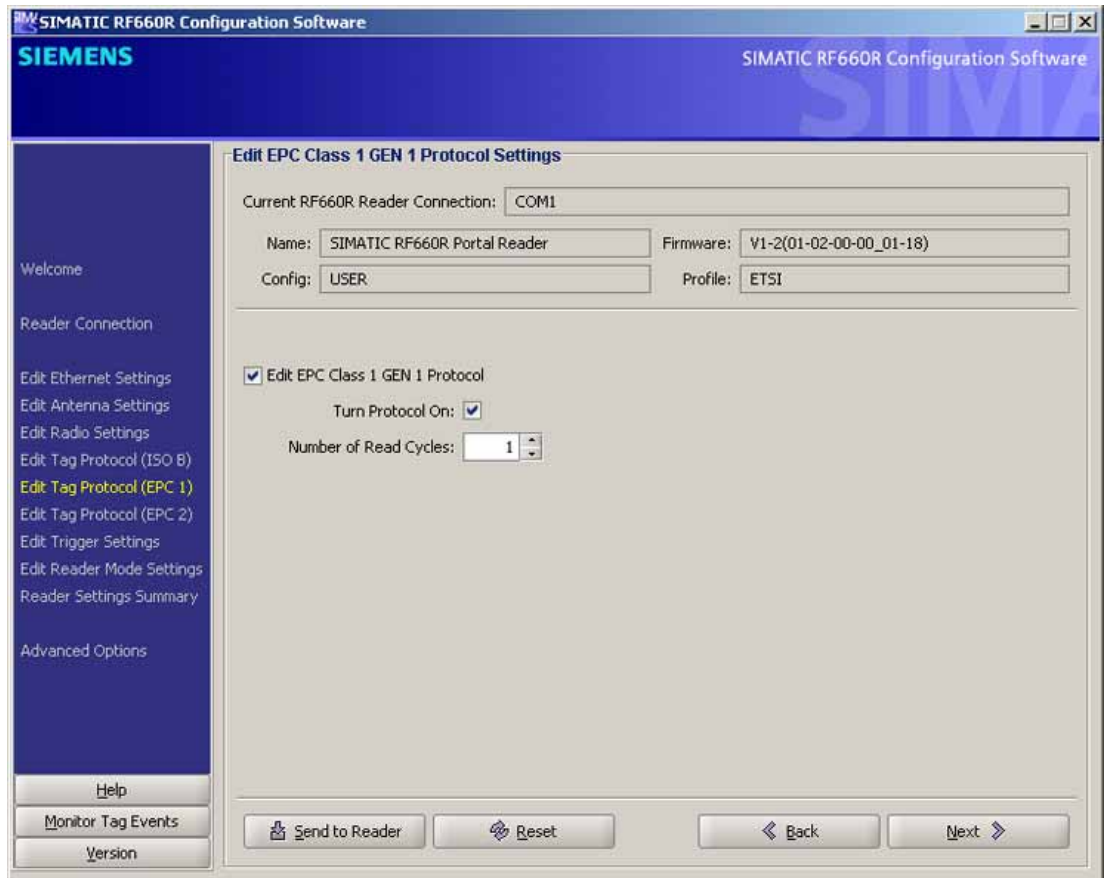 SIMATIC RF660R Configuration Software
SIEMENS
SIMATIC RF660R Configuration Software
Welcome
Reader Connection
Edit Ethernet Settings
Edit Antenna Settings
Edit Radio Settings
Edit Tag Protocol (ISO B)
Edit Tag Protocol (EPC 1)
Edit Tag Protocol (EPC 2)
Edit Trigger Settings
Edit Reader Mode Settings
Reader Settings Summary
Advanced Options
Help
Monitor Tag Events
Version
Edit EPC Class 1 GEN 1 Protocol Settings
Current RF660R Reader Connection: COM1
Name: SIMATIC RF660R Portal Reader Firmware: V1-2(01-02-00-00_01-18)
Config: USER Profile: ETSI
Edit EPC Class 1 GEN 1 Protocol
Turn Protocol On:
Number of Read Cycles: 1
Send to Reader Reset Back Next